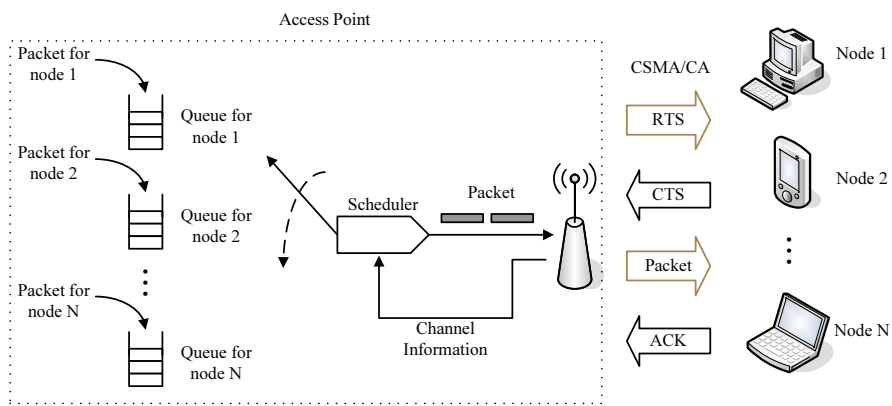 Access Point
Packet for
node 1
Queue for
node 1
Packet for
node 2
Queue for
node 2
Packet for
node N
Queue for
node N
Scheduler
Packet
Channel
Information
CSMA/CA
RTS
CTS
Packet
ACK
Node 1
Node 2
Node N